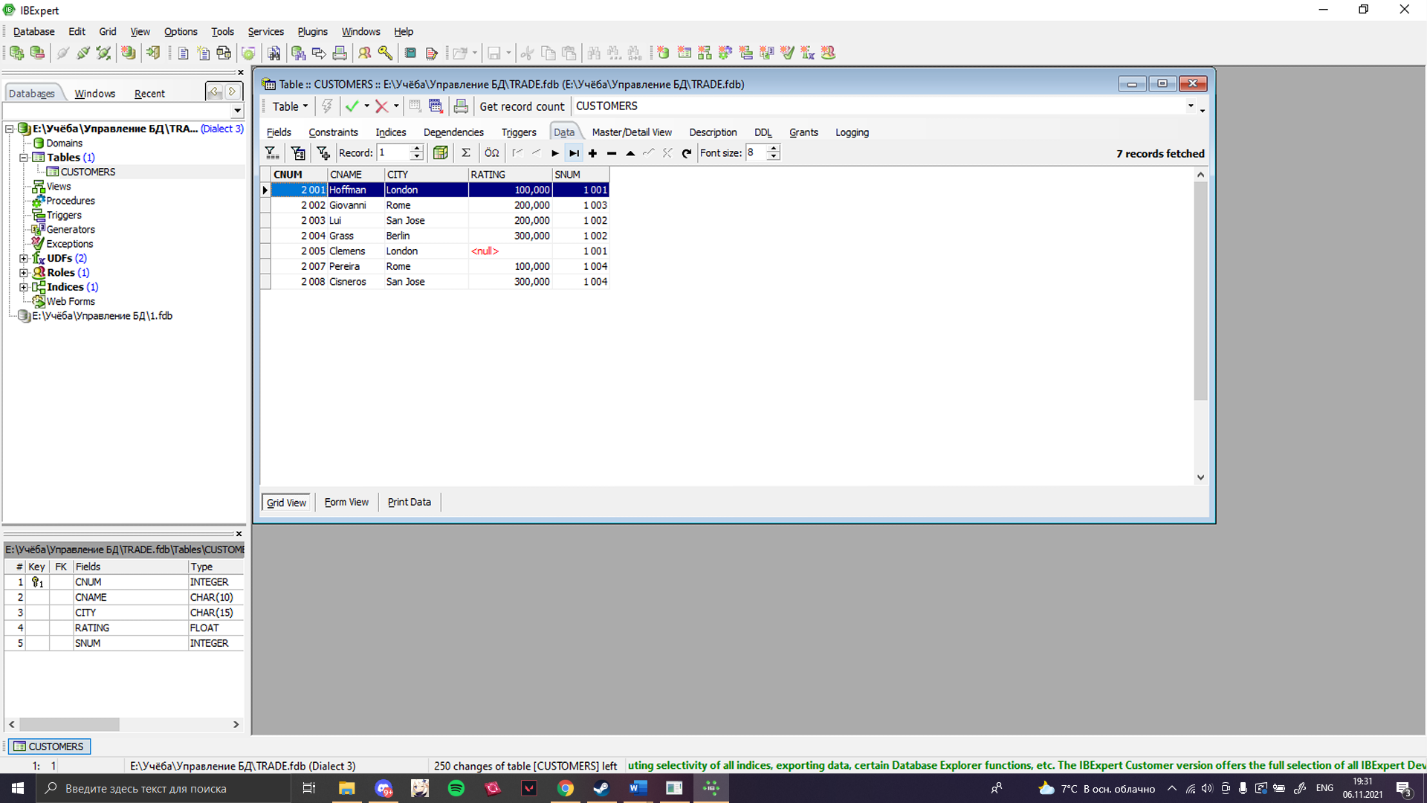 IBExpert
Database Edit Grid View Options Tools Services Plugins Windows Help
Databases Windows Recent
E:\Учёба\Управление БД\TRA... (Dialect 3)
Domains
Tables (1)
CUSTOMERS
Views
Procedures
Triggers
Generators
Exceptions
UDFs (2)
Roles (1)
Indices (1)
Web Forms
E:\Учёба\Управление БД\1.fdb
Table :: CUSTOMERS :: E:\Учёба\Управление БД\TRADE.fdb (E:\Учёба\Управление БД\TRADE.fdb)
Table Get record count CUSTOMERS
Fields Constraints Indices Dependencies Triggers Data Master/Detail View Description DDL Grants Logging
Record: 1 Σ ÖΩ Font size: 8 7 records fetched
CNUM CNAME CITY RATING SNUM
2 001 Hoffman London 100,000 1 001
2 002 Giovanni Rome 200,000 1 003
2 003 Lui San Jose 200,000 1 002
2 004 Grass Berlin 300,000 1 002
2 005 Clemens London <null> 1 001
2 007 Pereira Rome 100,000 1 004
2 008 Cisneros San Jose 300,000 1 004
Grid View Form View Print Data
E:\Учёба\Управление БД\TRADE.fdb\Tables\CUSTOME
# Key FK Fields Type
1 1 CNUM INTEGER
2 CNAME CHAR(10)
3 CITY CHAR(15)
4 RATING FLOAT
5 SNUM INTEGER
CUSTOMERS
1: 1 E:\Учёба\Управление БД\TRADE.fdb (Dialect 3) 250 changes of table [CUSTOMERS] left uting selectivity of all indices, exporting data, certain Database Explorer functions, etc. The IBExpert Customer version offers the full selection of all IBExpert Dev
Введите здесь текст для поиска 7°C В осн. облачно ENG 19:31
06.11.2021 3